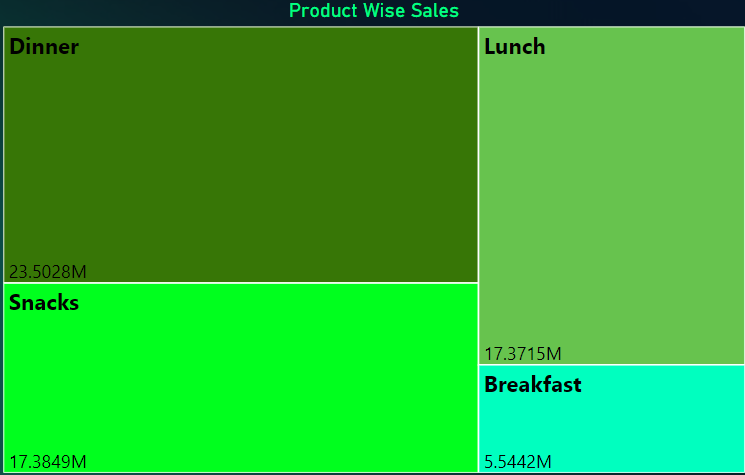 Product Wise Sales
Dinner
23.5028M
Snacks
17.3849M
Lunch
17.3715M
Breakfast
5.5442M